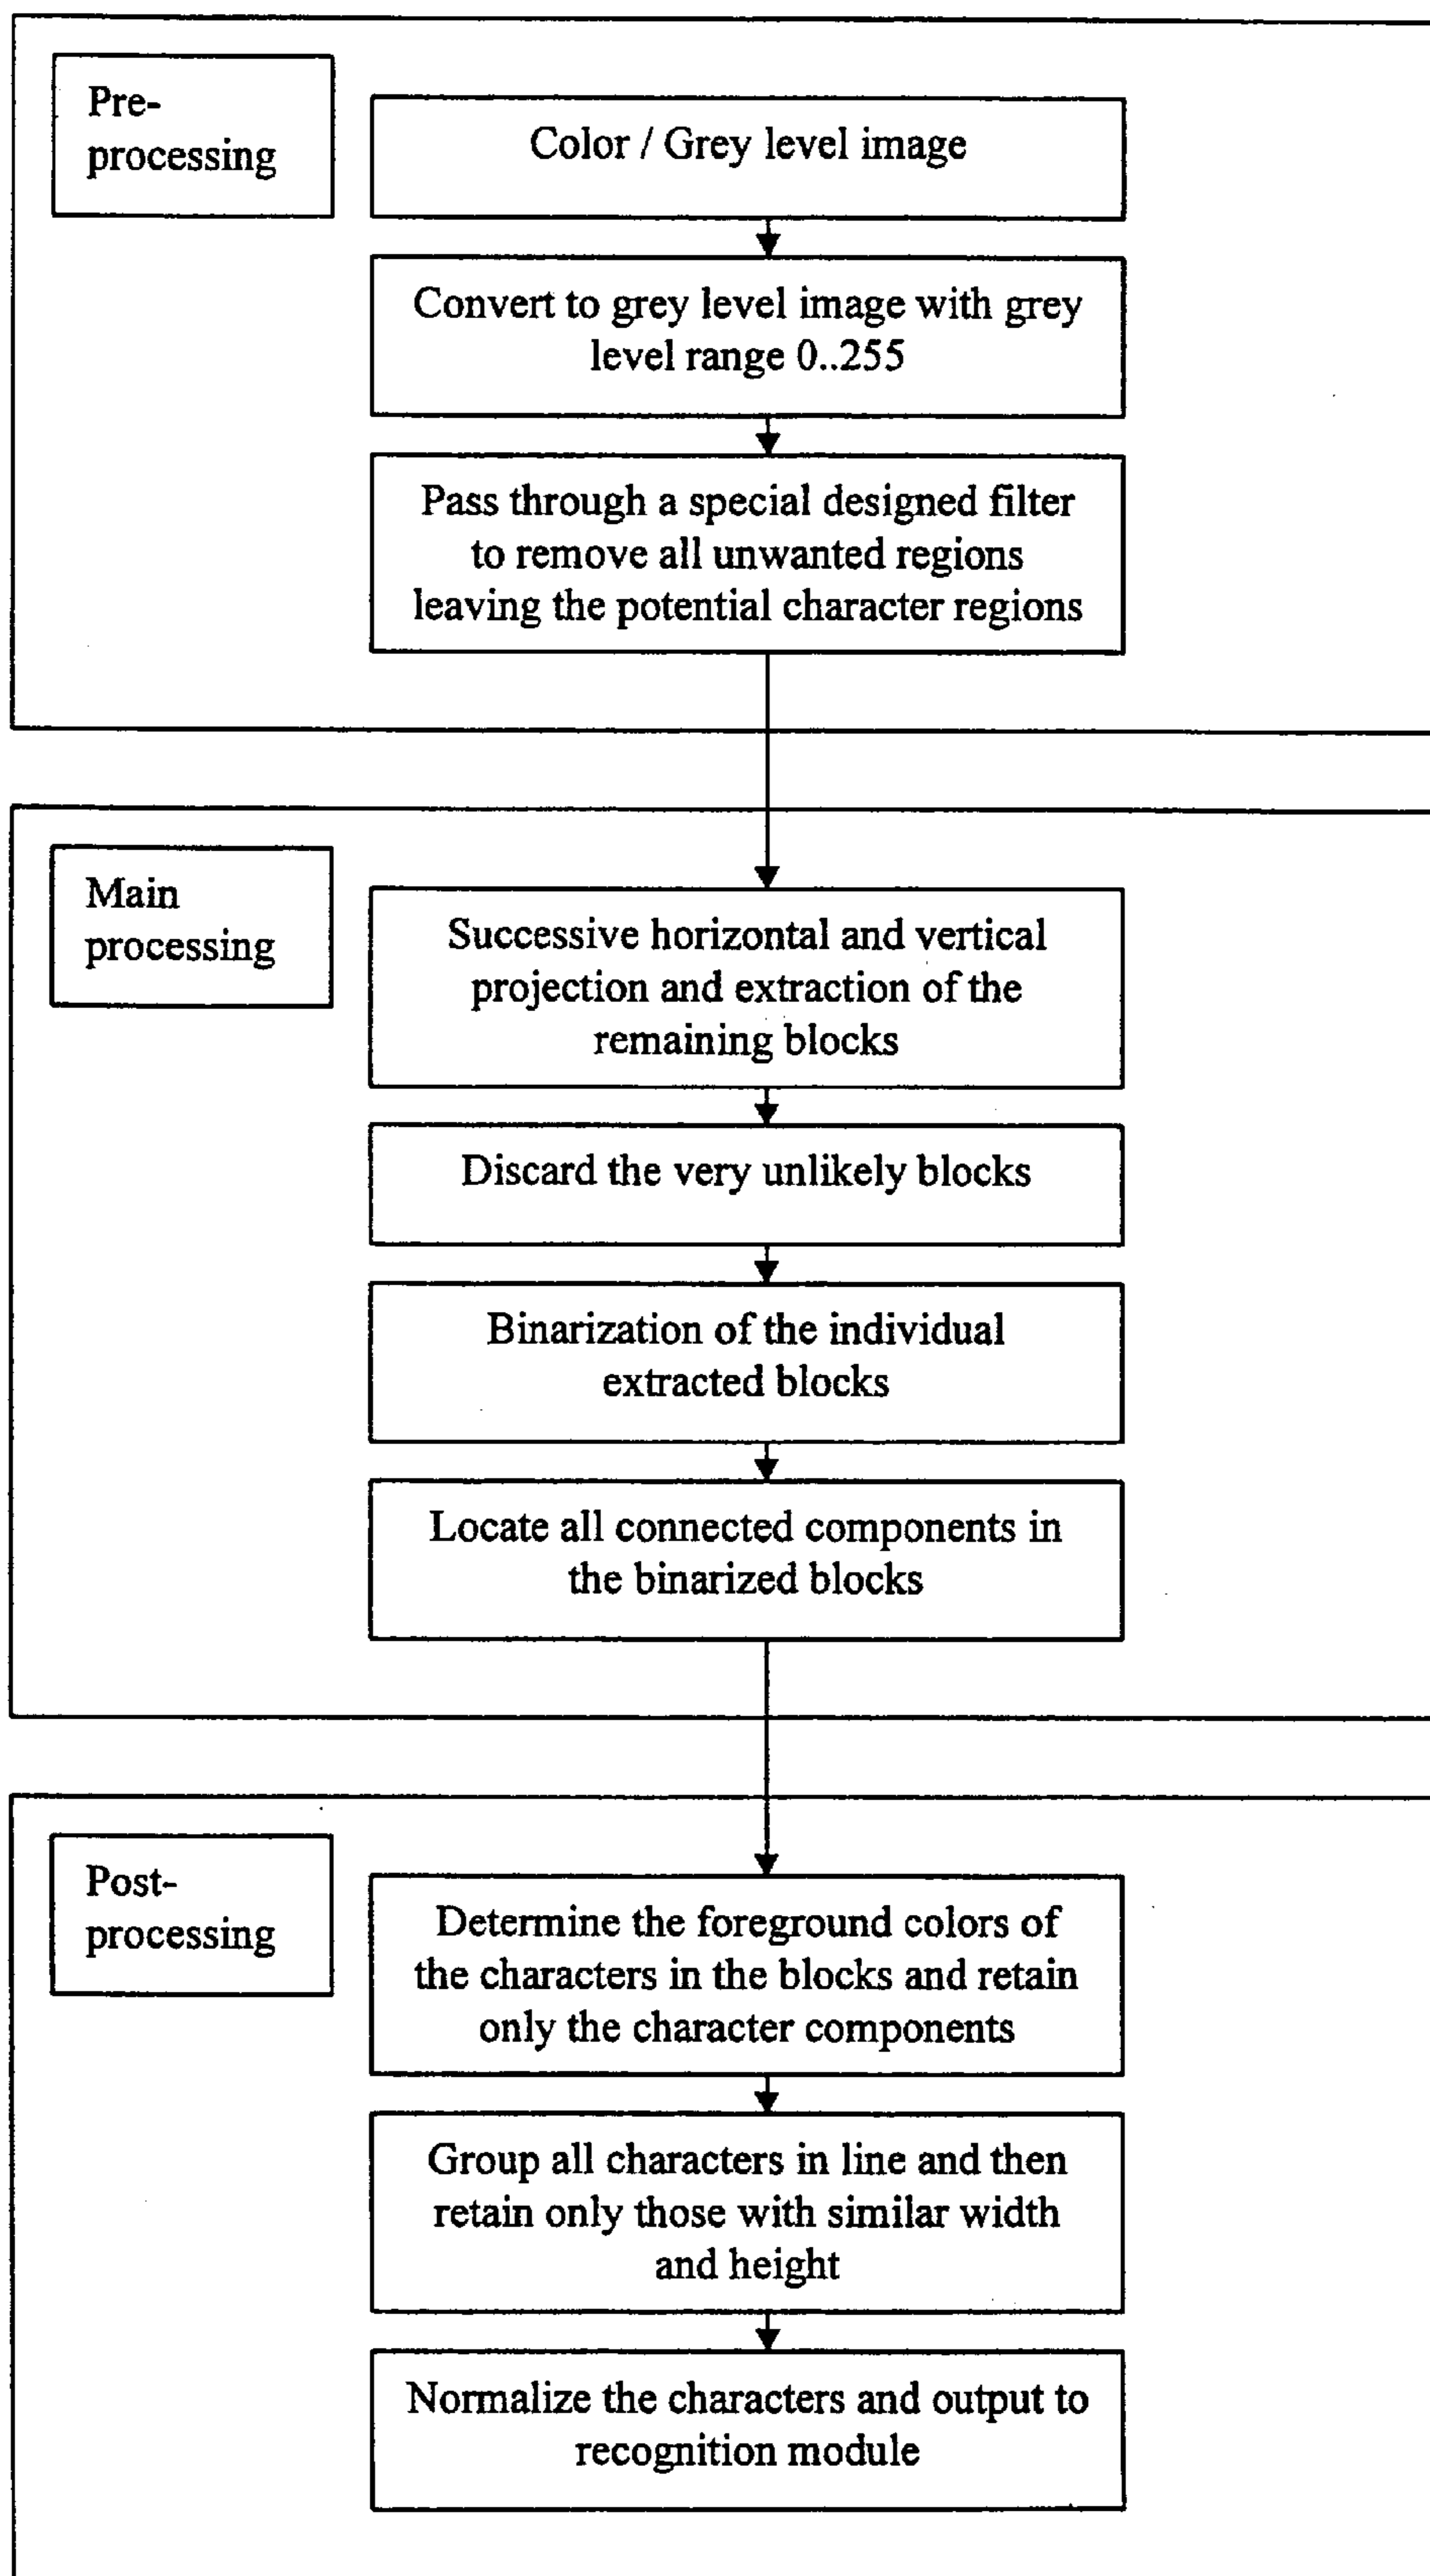 Pre-
processing
Color / Grey level image
Convert to grey level image with grey
level range 0..255
Pass through a special designed filter
to remove all unwanted regions
leaving the potential character regions
Main
processing
Successive horizontal and vertical
projection and extraction of the
remaining blocks
Discard the very unlikely blocks
Binarization of the individual
extracted blocks
Locate all connected components in
the binarized blocks
Post-
processing
Determine the foreground colors of
the characters in the blocks and retain
only the character components
Group all characters in line and then
retain only those with similar width
and height
Normalize the characters and output to
recognition module